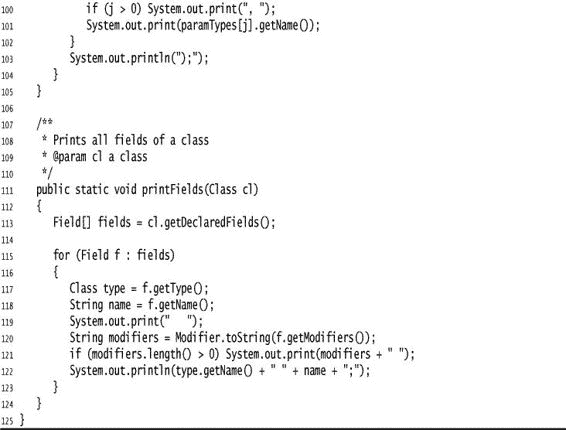 100 if (j > 0) System.out.print(", ");
101 System.out.print(paramTypes[j].getName());
102 }
103 System.out.println(");");
104 }
105 }
106
107 /**
108 * Prints all fields of a class
109 * @param cl a class
110 */
111 public static void printFields(Class cl)
112 {
113 Field[] fields = cl.getDeclaredFields();
114
115 for (Field f : fields)
116 {
117 Class type = f.getType();
118 String name = f.getName();
119 System.out.print("   ");
120 String modifiers = Modifier.toString(f.getModifiers());
121 if (modifiers.length() > 0) System.out.print(modifiers + " ");
122 System.out.println(type.getName() + " " + name + ";");
123 }
124 }
125 }